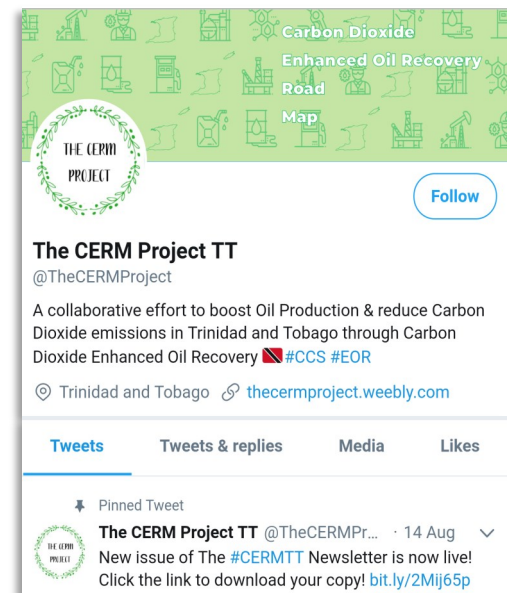 Carbon Dioxide
Enhanced Oil Recovery
Road
Map
THE CERM
PROJECT
Follow
The CERM Project TT
@TheCERMProject
A collaborative effort to boost Oil Production & reduce Carbon
Dioxide emissions in Trinidad and Tobago through Carbon
Dioxide Enhanced Oil Recovery 🇹🇹 #CCS #EOR
Trinidad and Tobago thecermproject.weebly.com
Tweets Tweets & replies Media Likes
Pinned Tweet
THE CERM
PROJECT
The CERM Project TT @TheCERMPr... · 14 Aug
New issue of The #CERMTT Newsletter is now live!
Click the link to download your copy! bit.ly/2Mij65p